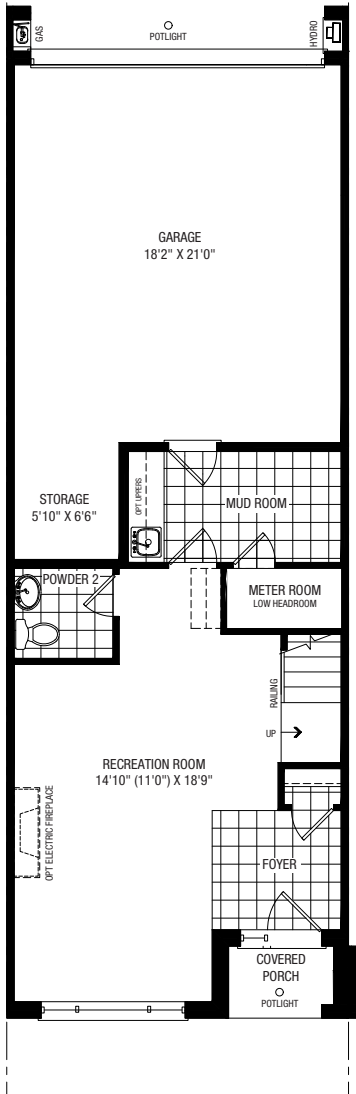 GAS
POTLIGHT
HYDRO
GARAGE
18'2" X 21'0"
STORAGE
5'10" X 6'6"
OPT UPPERS
MUD ROOM
POWDER 2
METER ROOM
LOW HEADROOM
RAILING
UP
RECREATION ROOM
14'10" (11'0") X 18'9"
OPT ELECTRIC FIREPLACE
FOYER
COVERED
PORCH
POTLIGHT